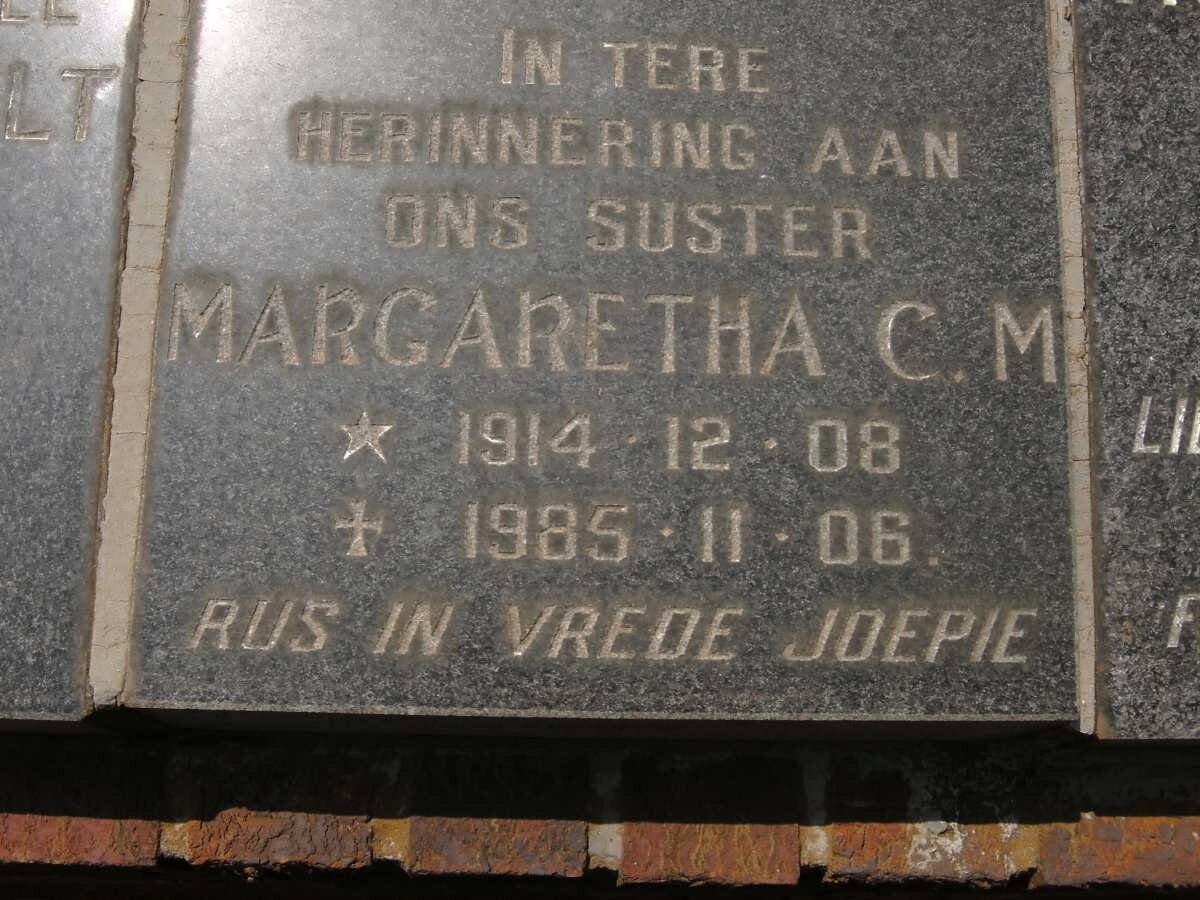 IN TERE
HERINNERING AAN
ONS SUSTER
MARGARETHA C. M
1914 · 12 · 08
1985 · 11 · 06.
RUS IN VREDE JOEPIE